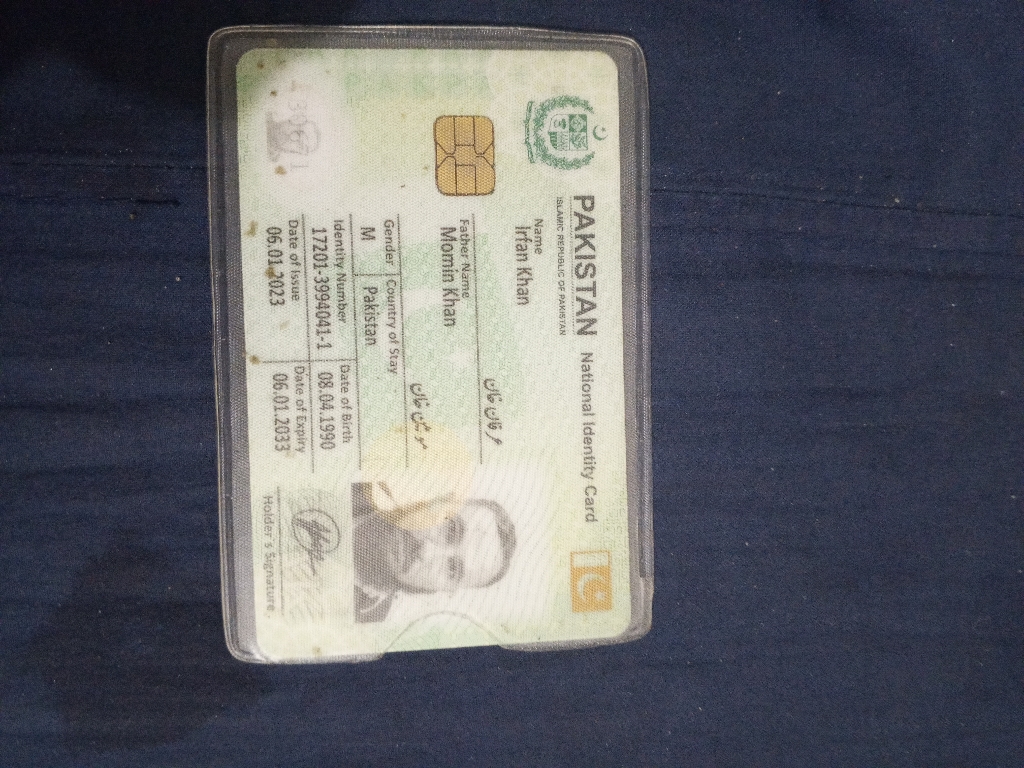 PAKISTAN National Identity Card
ISLAMIC REPUBLIC OF PAKISTAN
Name
Irfan Khan
عرفان خان
Father Name
Momin Khan
مومن خان
Gender Country of Stay
M Pakistan
Identity Number Date of Birth
17201-3994041-1 08.04.1990
Date of Issue Date of Expiry
06.01.2023 06.01.2033
Holder's Signature